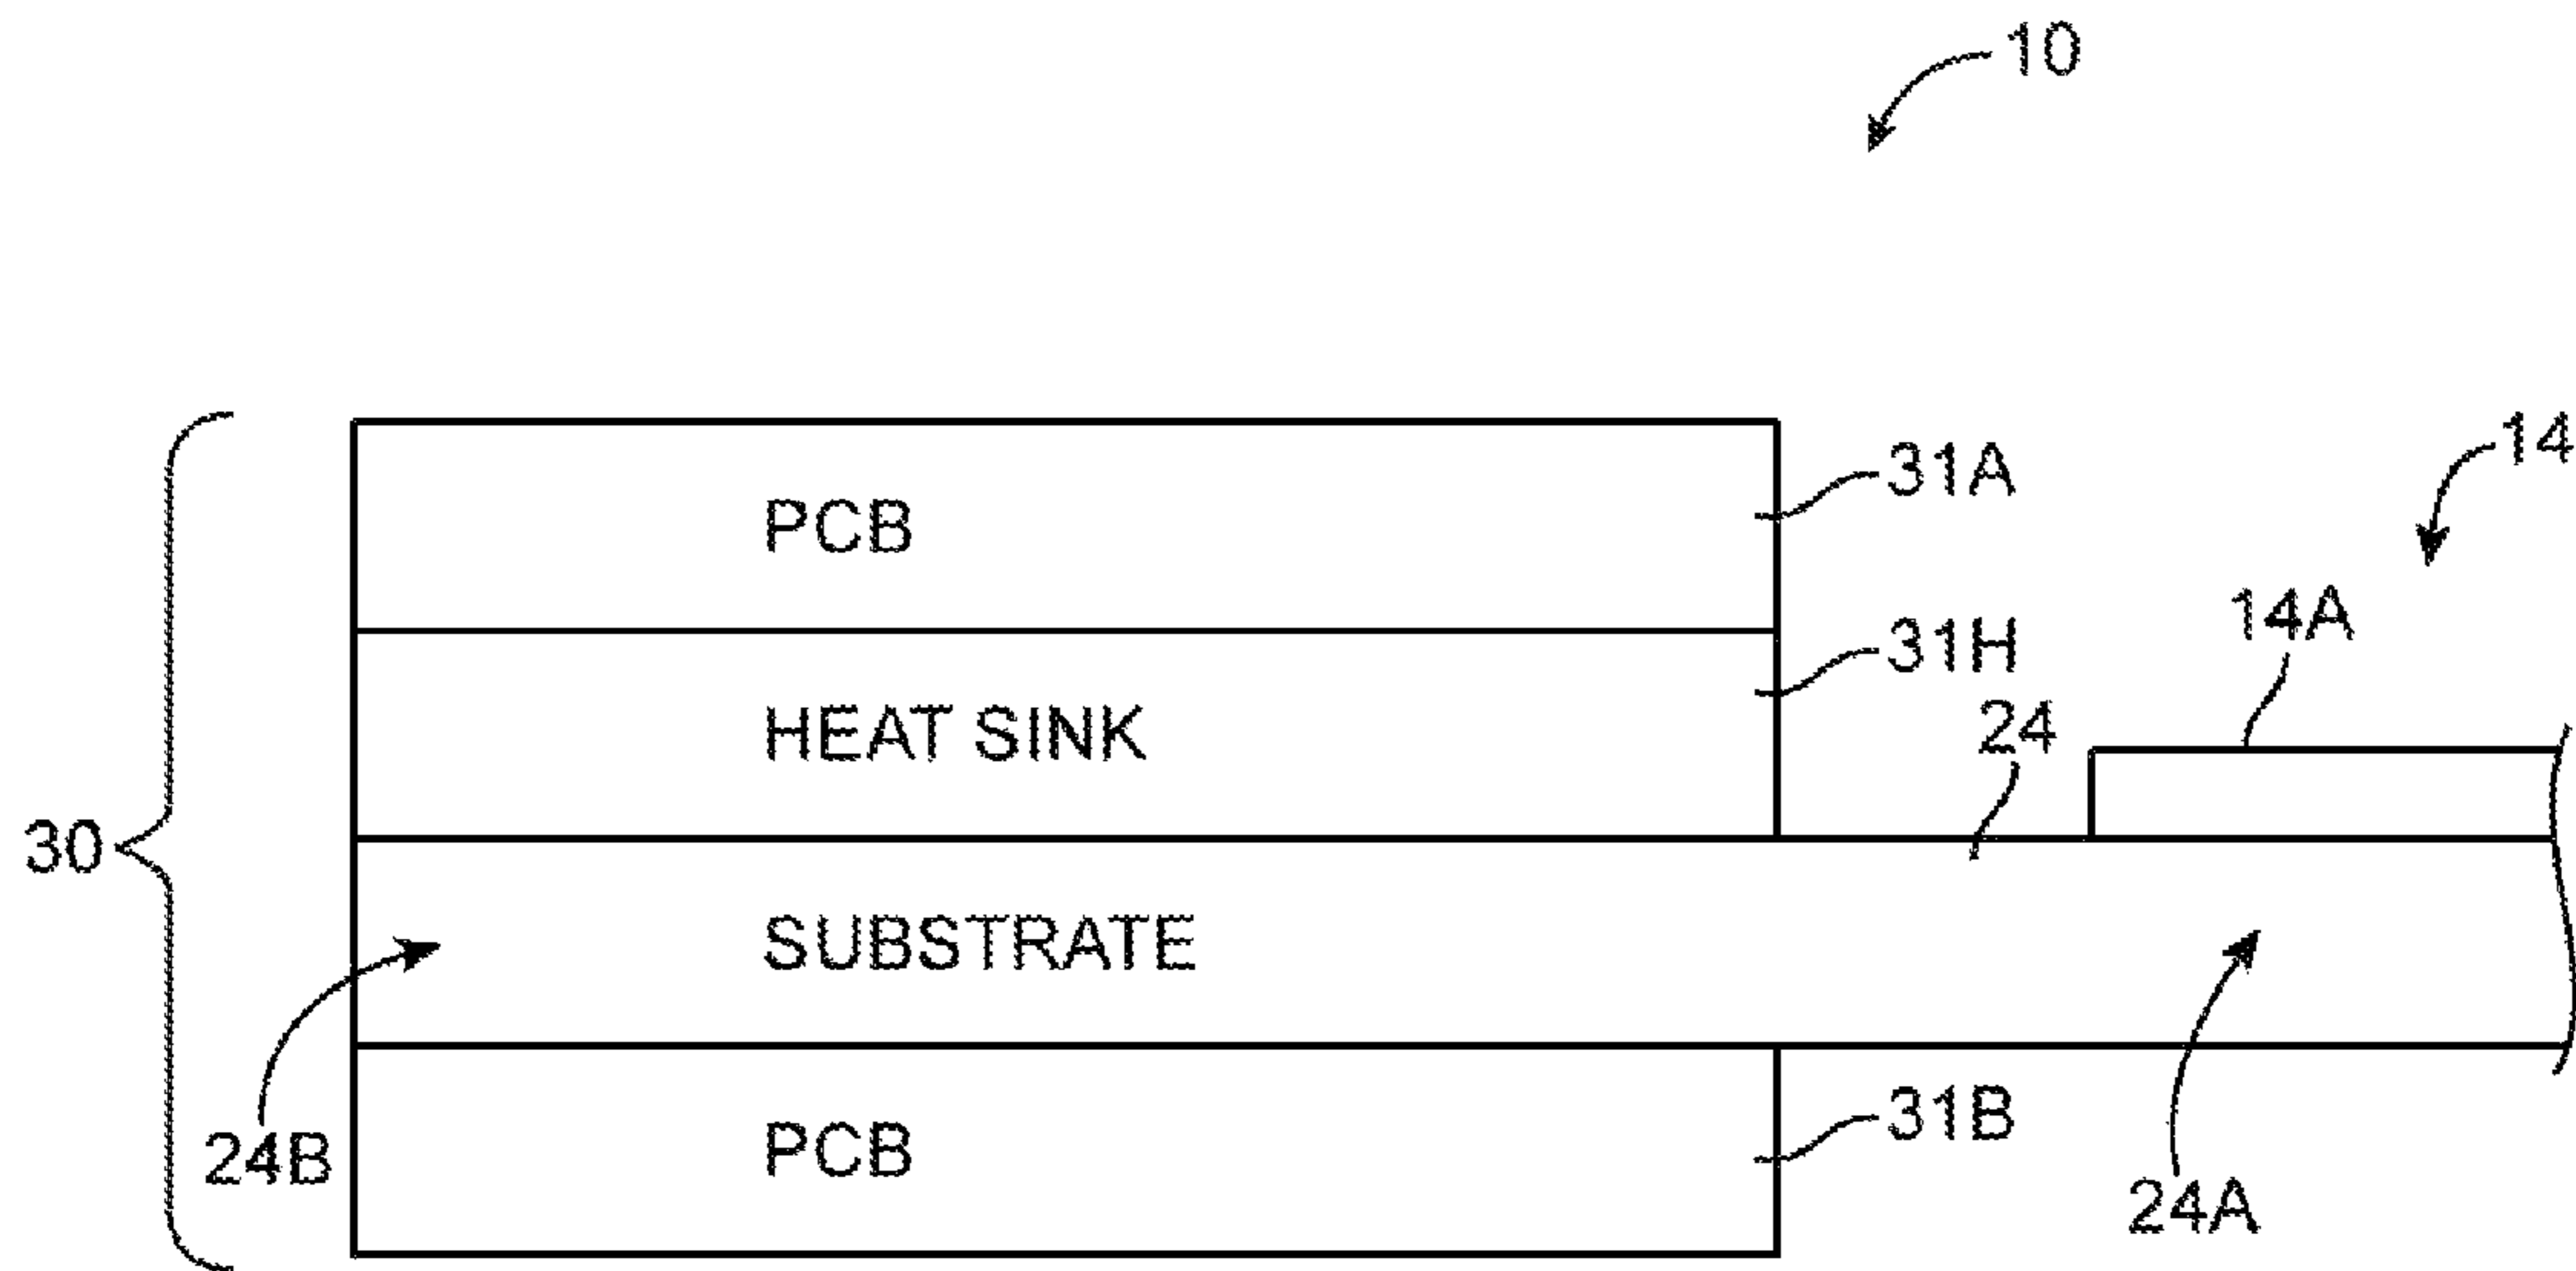 10
14
31A
PCB
14A
31H
24
HEAT SINK
30
SUBSTRATE
31B
24B
PCB
24A